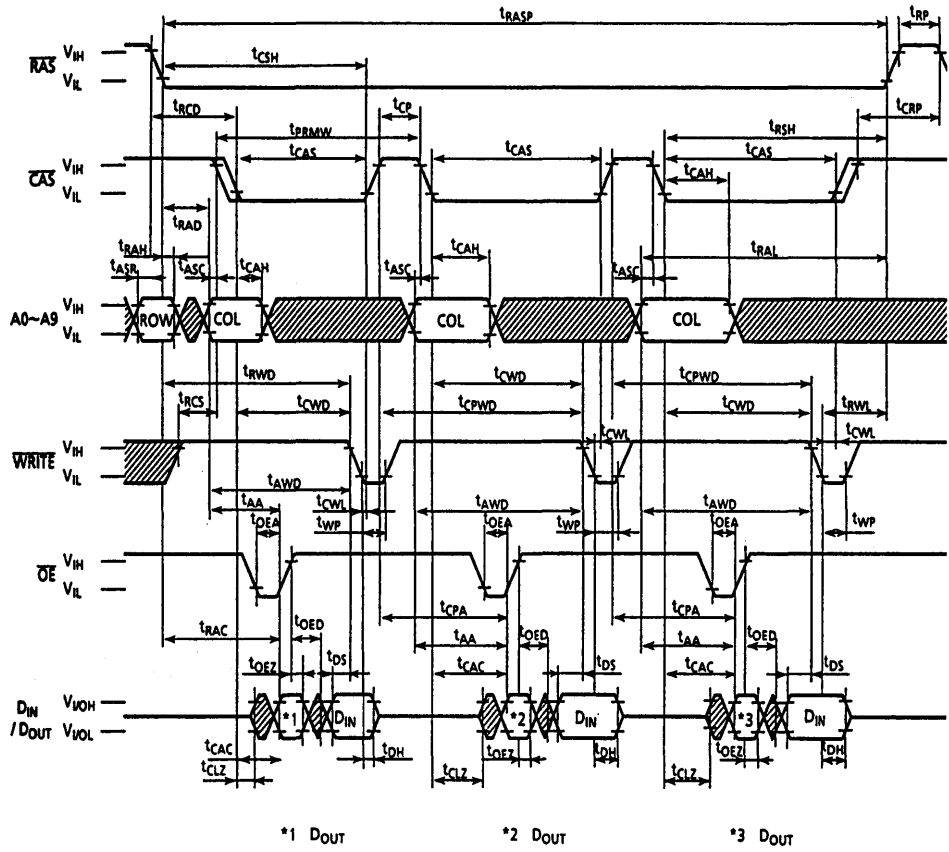 tRASP tRP
RAS VIH
VIL
tCSH
tRCD tCP tCRP
tPRMW tRSH
CAS VIH
VIL
tCAS tCAS tCAS
tCAH
tRAD
tRAH tCAH tRAL
tASR tASC tCAH tASC tASC
A0~A9 VIH
VIL
ROW COL COL COL
tRWD tCWD tCPWD
tRCS tCWD tCPWD tCWD tRWL
tCWL tCWL
WRITE VIH
VIL
tAWD tCWL tAWD tAWD
tAA tOEA tWP tOEA tWP tOEA tWP
OE VIH
VIL
tCPA tCPA
tRAC tOED tAA tOED tAA tOED
tOEZ tDS tCAC tDS tCAC tDS
DIN / DOUT VI/OH
VI/OL
*1 DIN *2 DIN *3 DIN
tCAC tDH tOEZ tDH tOEZ tDH
tCLZ tCLZ tCLZ
*1 DOUT *2 DOUT *3 DOUT